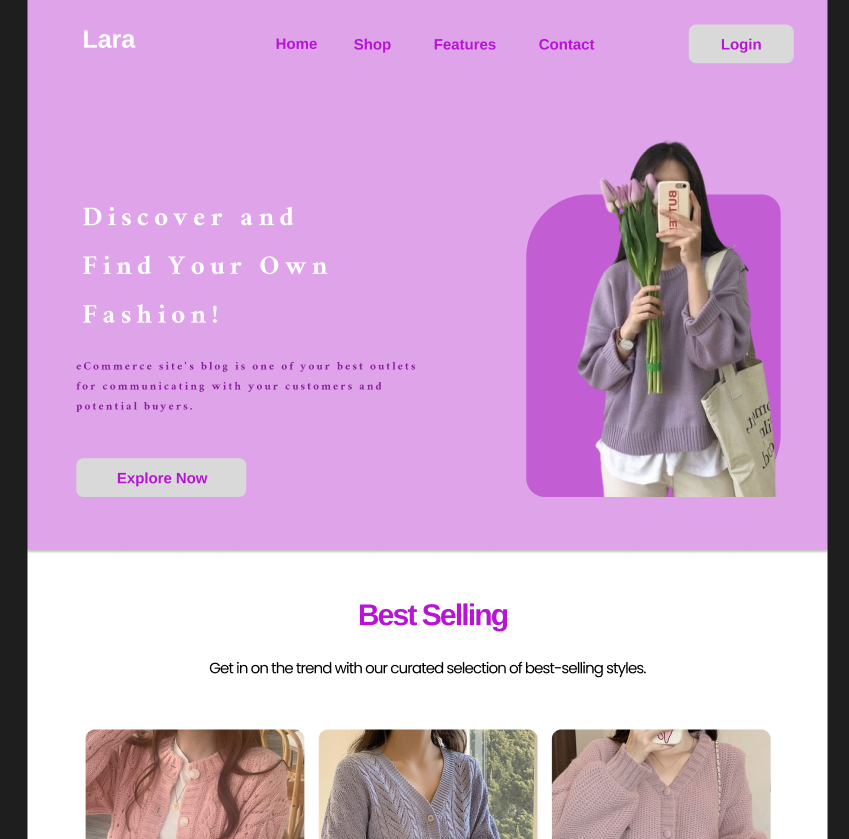 Lara
Home
Shop
Features
Contact
Login
Discover and
Find Your Own
Fashion!
eCommerce site's blog is one of your best outlets
for communicating with your customers and
potential buyers.
Explore Now
Best Selling
Get in on the trend with our curated selection of best-selling styles.